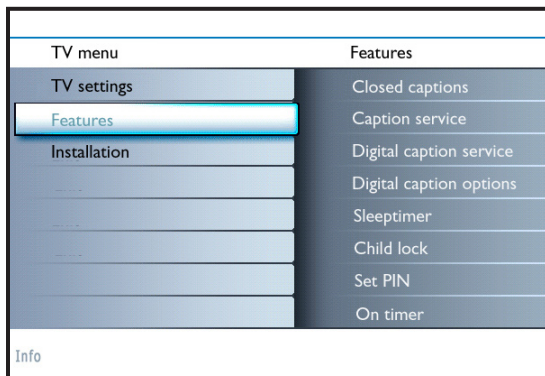 TV menu
Features
TV settings
Closed captions
Features
Caption service
Installation
Digital caption service
Digital caption options
Sleeptimer
Child lock
Set PIN
On timer
Info